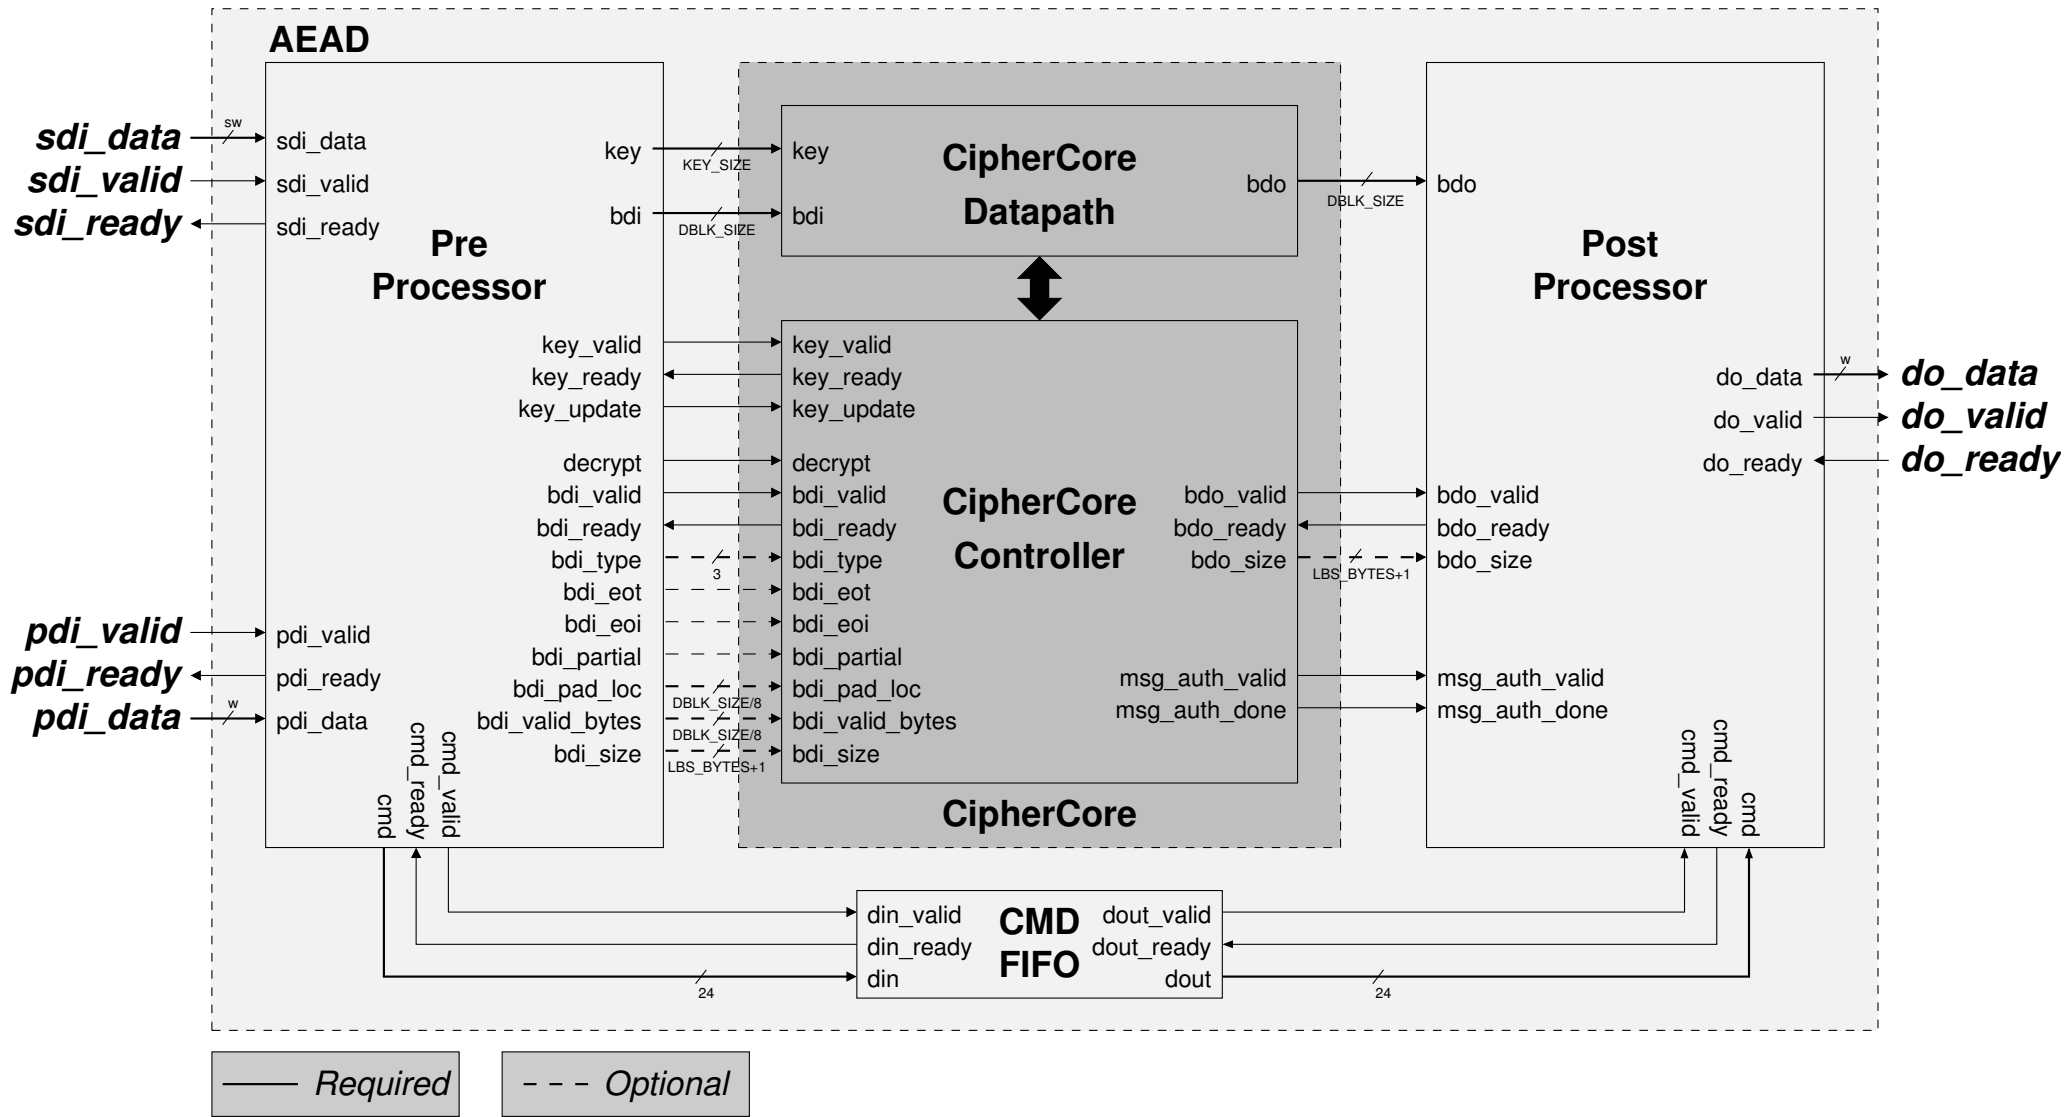 AEAD
sdi_data
sdi_valid
sdi_ready
pdi_valid
pdi_ready
pdi_data
sw
w
sdi_data
sdi_valid
sdi_ready
Pre
Processor
pdi_valid
pdi_ready
pdi_data
key
bdi
key_valid
key_ready
key_update
decrypt
bdi_valid
bdi_ready
bdi_type
bdi_eot
bdi_eoi
bdi_partial
bdi_pad_loc
bdi_valid_bytes
bdi_size
cmd
cmd_ready
cmd_valid
KEY_SIZE
DBLK_SIZE
3
DBLK_SIZE/8
DBLK_SIZE/8
LBS_BYTES+1
key
bdi
CipherCore
Datapath
bdo
key_valid
key_ready
key_update
decrypt
bdi_valid
bdi_ready
bdi_type
bdi_eot
bdi_eoi
bdi_partial
bdi_pad_loc
bdi_valid_bytes
bdi_size
CipherCore
Controller
bdo_valid
bdo_ready
bdo_size
msg_auth_valid
msg_auth_done
CipherCore
DBLK_SIZE
LBS_BYTES+1
bdo
Post
Processor
bdo_valid
bdo_ready
bdo_size
msg_auth_valid
msg_auth_done
do_data
do_valid
do_ready
cmd_valid
cmd_ready
cmd
w
do_data
do_valid
do_ready
din_valid
din_ready
din
CMD
FIFO
dout_valid
dout_ready
dout
24
24
Required
Optional